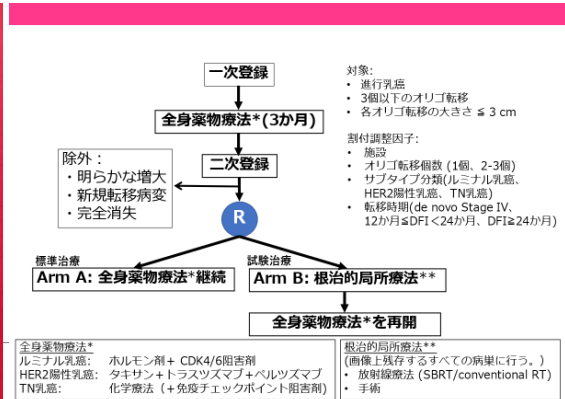 一次登録
全身薬物療法*(3か月)
二次登録
除外：
・明らかな増大
・新規転移病変
・完全消失
R
対象:
• 進行乳癌
• 3個以下のオリゴ転移
• 各オリゴ転移の大きさ ≦ 3 cm
割付調整因子:
• 施設
• オリゴ転移個数 (1個、2-3個)
• サブタイプ分類(ルミナル乳癌、
HER2陽性乳癌、TN乳癌)
• 転移時期(de novo Stage IV、
12か月≦DFI＜24か月、DFI≧24か月)
標準治療
Arm A: 全身薬物療法*継続
試験治療
Arm B: 根治的局所療法**
全身薬物療法*を再開
全身薬物療法*
ルミナル乳癌: ホルモン剤＋ CDK4/6阻害剤
HER2陽性乳癌: タキサン＋トラスツズマブ＋ペルツズマブ
TN乳癌: 化学療法（＋免疫チェックポイント阻害剤)
根治的局所療法**
(画像上残存するすべての病巣に行う。)
• 放射線療法 (SBRT/conventional RT)
• 手術